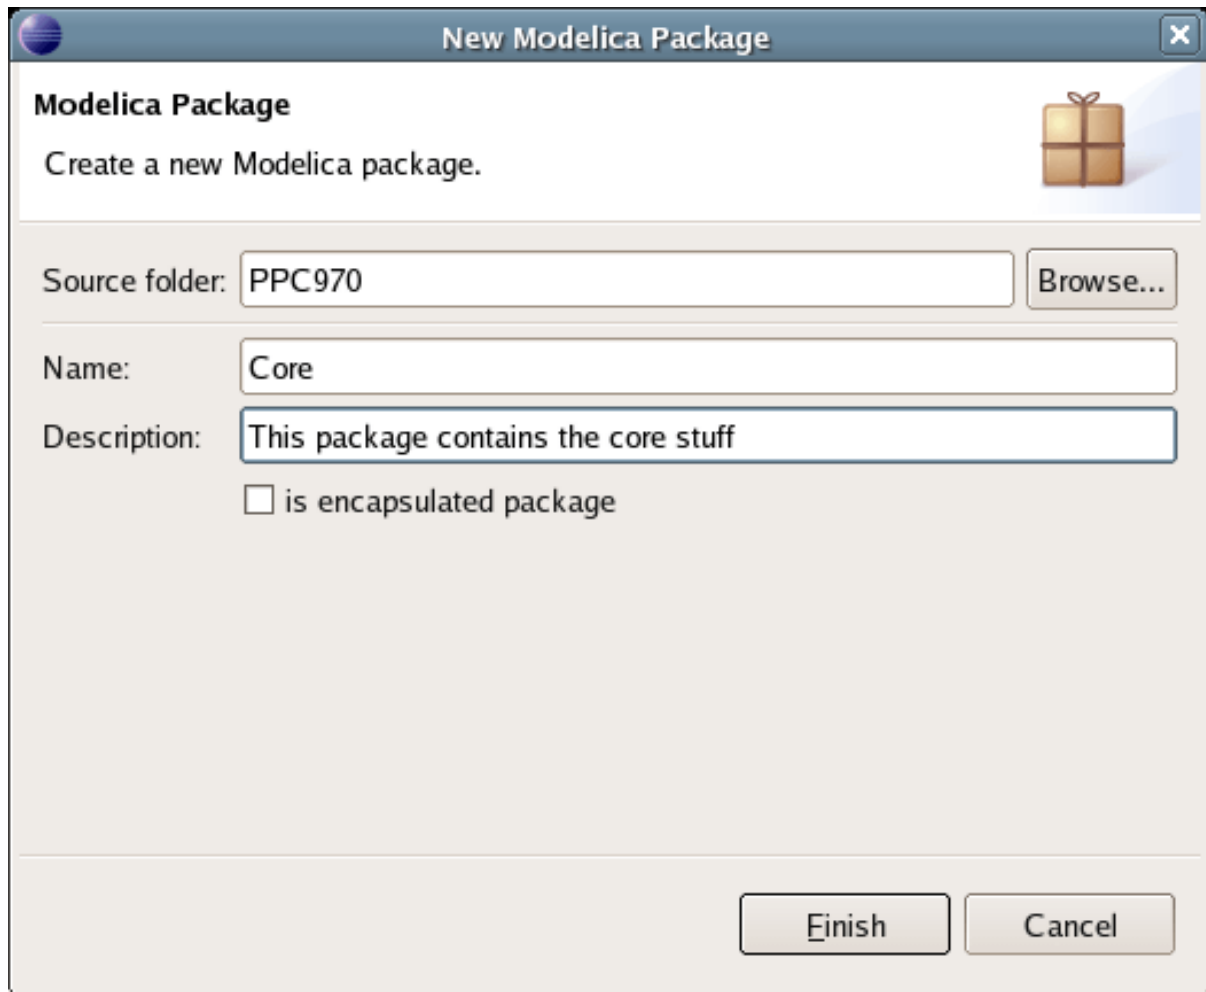 New Modelica Package
Modelica Package
Create a new Modelica package.
Source folder: PPC970 Browse...
Name: Core
Description: This package contains the core stuff
is encapsulated package
Finish Cancel